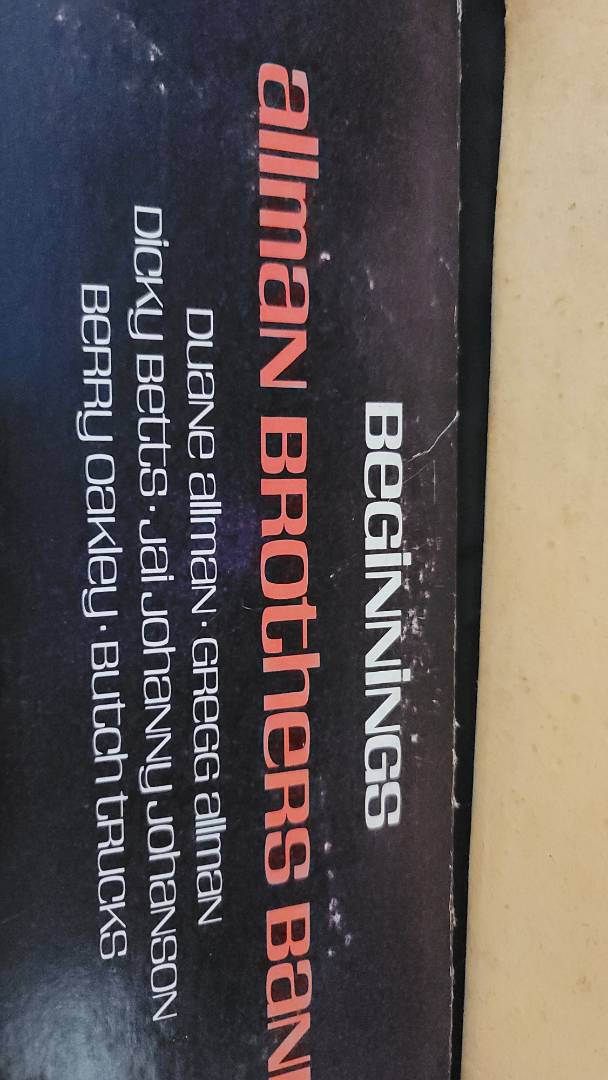 BEGINNINGS
allman BROthERS BAN
DUANE allman · GREGG allman
DICKY BEttS · Jai JOhANNy JOhANSON
BERRy OAKLEy · BUTCh tRUCKS